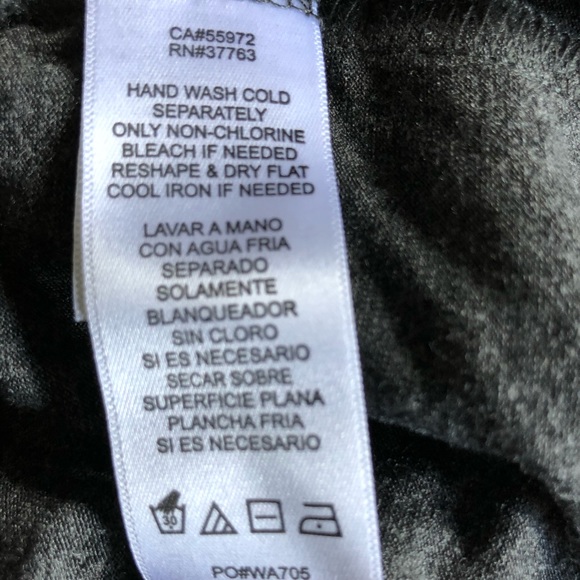 CA#55972
RN#37763
HAND WASH COLD
SEPARATELY
ONLY NON-CHLORINE
BLEACH IF NEEDED
RESHAPE & DRY FLAT
COOL IRON IF NEEDED
LAVAR A MANO
CON AGUA FRIA
SEPARADO
SOLAMENTE
BLANQUEADOR
SIN CLORO
SI ES NECESARIO
SECAR SOBRE
SUPERFICIE PLANA
PLANCHA FRIA
SI ES NECESARIO
30
PO#WA705